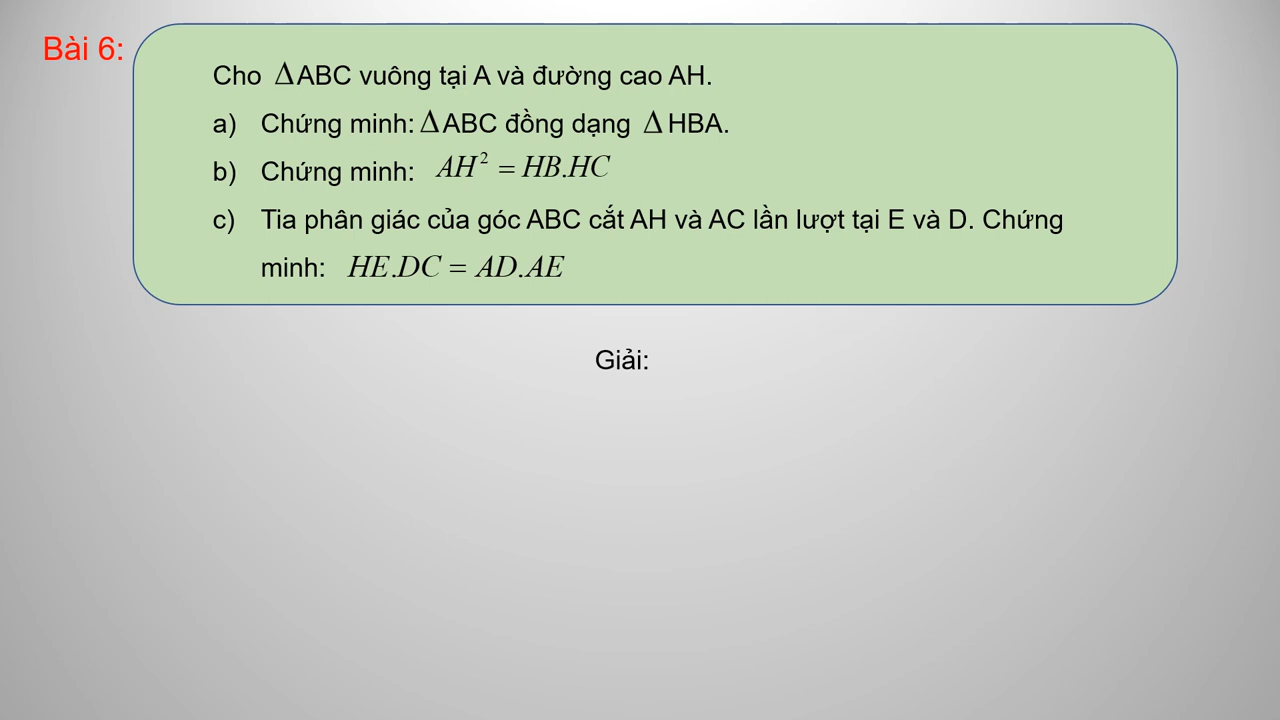 Bài 6:
Cho ΔABC vuông tại A và đường cao AH.
a) Chứng minh: ΔABC đồng dạng Δ HBA.
b) Chứng minh: AH² = HB.HC
c) Tia phân giác của góc ABC cắt AH và AC lần lượt tại E và D. Chứng
minh: HE.DC = AD.AE
Giải: